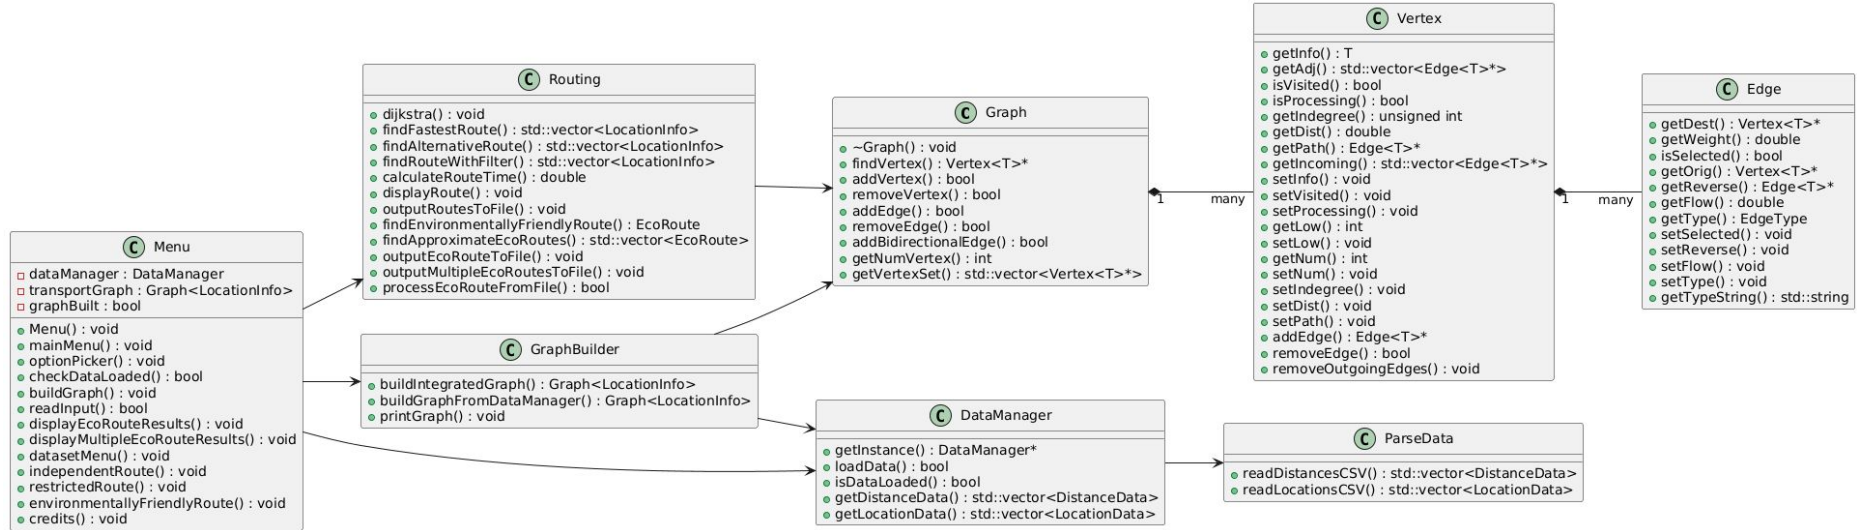 C Menu
dataManager : DataManager
transportGraph : Graph<LocationInfo>
graphBuilt : bool
Menu() : void
mainMenu() : void
optionPicker() : void
checkDataLoaded() : bool
buildGraph() : void
readInput() : bool
displayEcoRouteResults() : void
displayMultipleEcoRouteResults() : void
datasetMenu() : void
independentRoute() : void
restrictedRoute() : void
environmentallyFriendlyRoute() : void
credits() : void
C Routing
dijkstra() : void
findFastestRoute() : std::vector<LocationInfo>
findAlternativeRoute() : std::vector<LocationInfo>
findRouteWithFilter() : std::vector<LocationInfo>
calculateRouteTime() : double
displayRoute() : void
outputRoutesToFile() : void
findEnvironmentallyFriendlyRoute() : EcoRoute
findApproximateEcoRoutes() : std::vector<EcoRoute>
outputEcoRouteToFile() : void
outputMultipleEcoRoutesToFile() : void
processEcoRouteFromFile() : bool
C GraphBuilder
buildIntegratedGraph() : Graph<LocationInfo>
buildGraphFromDataManager() : Graph<LocationInfo>
printGraph() : void
C Graph
~Graph() : void
findVertex() : Vertex<T>*
addVertex() : bool
removeVertex() : bool
addEdge() : bool
removeEdge() : bool
addBidirectionalEdge() : bool
getNumVertex() : int
getVertexSet() : std::vector<Vertex<T>*>
C DataManager
getInstance() : DataManager*
loadData() : bool
isDataLoaded() : bool
getDistanceData() : std::vector<DistanceData>
getLocationData() : std::vector<LocationData>
1
many
C Vertex
getInfo() : T
getAdj() : std::vector<Edge<T>*>
isVisited() : bool
isProcessing() : bool
getIndegree() : unsigned int
getDist() : double
getPath() : Edge<T>*
getIncoming() : std::vector<Edge<T>*>
setInfo() : void
setVisited() : void
setProcessing() : void
getLow() : int
setLow() : void
getNum() : int
setNum() : void
setIndegree() : void
setDist() : void
setPath() : void
addEdge() : Edge<T>*
removeEdge() : bool
removeOutgoingEdges() : void
C ParseData
readDistancesCSV() : std::vector<DistanceData>
readLocationsCSV() : std::vector<LocationData>
1
many
C Edge
getDest() : Vertex<T>*
getWeight() : double
isSelected() : bool
getOrig() : Vertex<T>*
getReverse() : Edge<T>*
getFlow() : double
getType() : EdgeType
setSelected() : void
setReverse() : void
setFlow() : void
setType() : void
getTypeString() : std::string